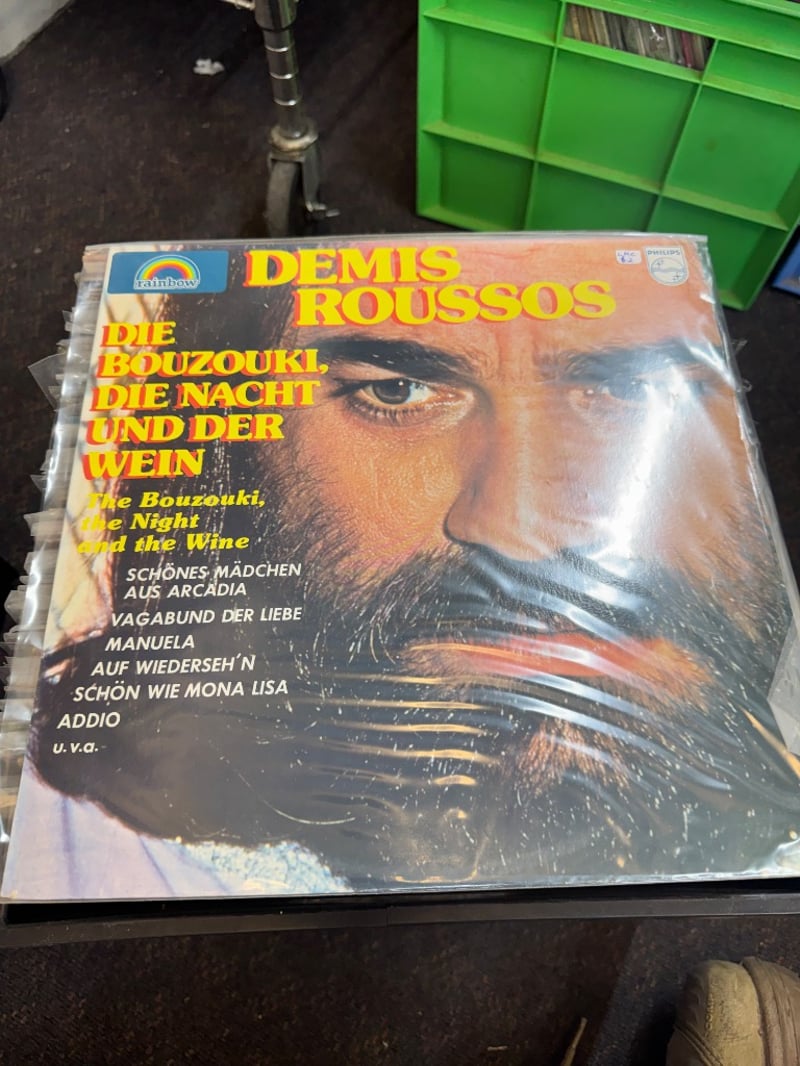 rainbow
DEMIS
ROUSSOS
PHILIPS
DIE
BOUZOUKI,
DIE NACHT
UND DER
WEIN
The Bouzouki,
the Night
and the Wine
SCHÖNES MÄDCHEN
AUS ARCADIA
VAGABUND DER LIEBE
MANUELA
AUF WIEDERSEH'N
SCHÖN WIE MONA LISA
ADDIO
u.v.a.